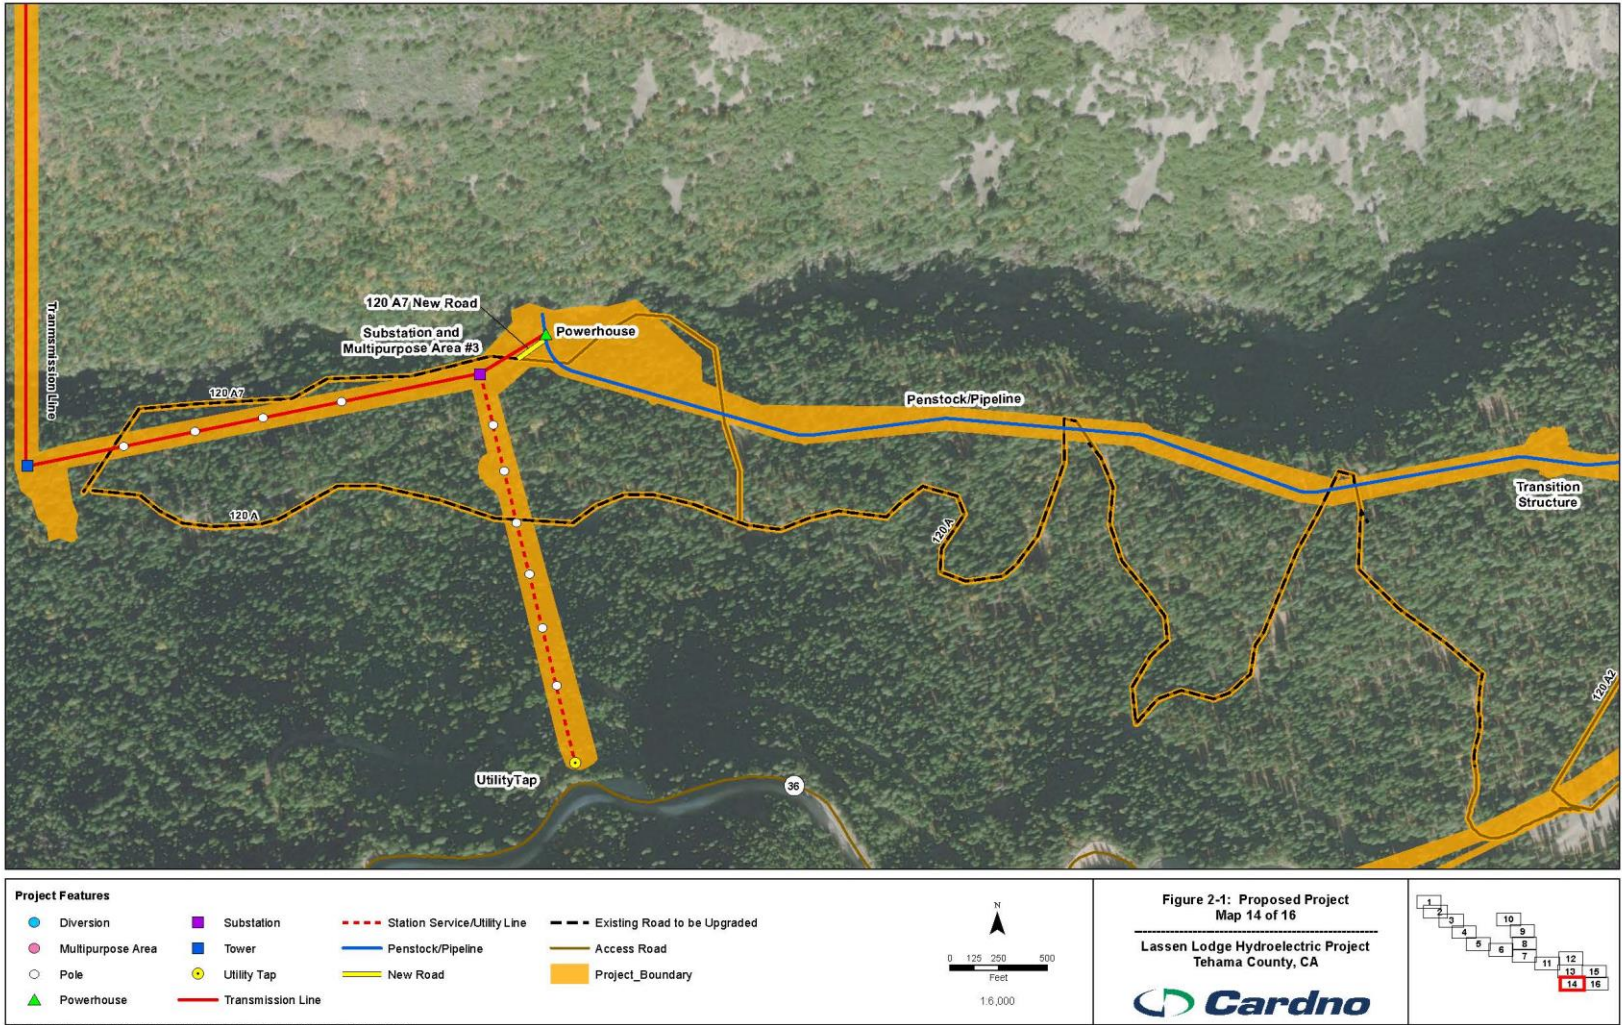 Tranmsmission Line
120 A7 New Road
Substation and
Multipurpose Area #3
Powerhouse
120 A7
Penstock/Pipeline
Transition
Structure
120 A
120 A
120 A2
UtilityTap
36
Project Features
Diversion
Multipurpose Area
Pole
Powerhouse
Substation
Tower
Utility Tap
Transmission Line
Station Service/Utility Line
Penstock/Pipeline
New Road
Existing Road to be Upgraded
Access Road
Project_Boundary
N
0 125 250 500
Feet
1:6,000
Figure 2-1: Proposed Project
Map 14 of 16
Lassen Lodge Hydroelectric Project
Tehama County, CA
Cardno
1
2
3
4
5
6
10
9
8
7
11
12
13
15
14
16